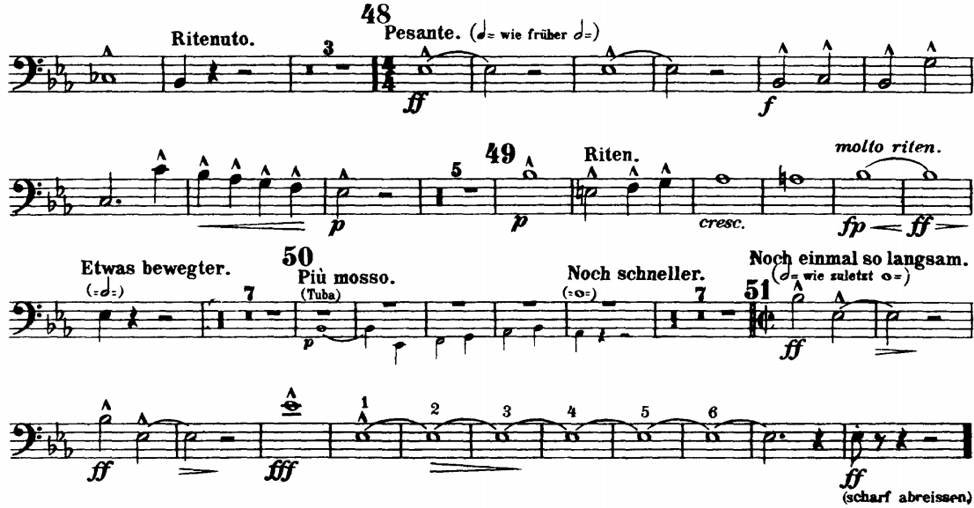 48
Ritenuto.
3
Pesante. (𝅗𝅥= wie früher 𝅗𝅥=)
4
4
ff
f
49
5
Riten.
molto riten.
p
p
cresc.
fp
ff
Etwas bewegter.
(=𝅗𝅥=)
7
50
Più mosso.
(Tuba)
p
Noch schneller.
(=𝅝=)
7
51
Noch einmal so langsam.
(𝅗𝅥= wie zuletzt 𝅝=)
ff
ff
fff
1 2 3 4 5 6
ff
(scharf abreissen)